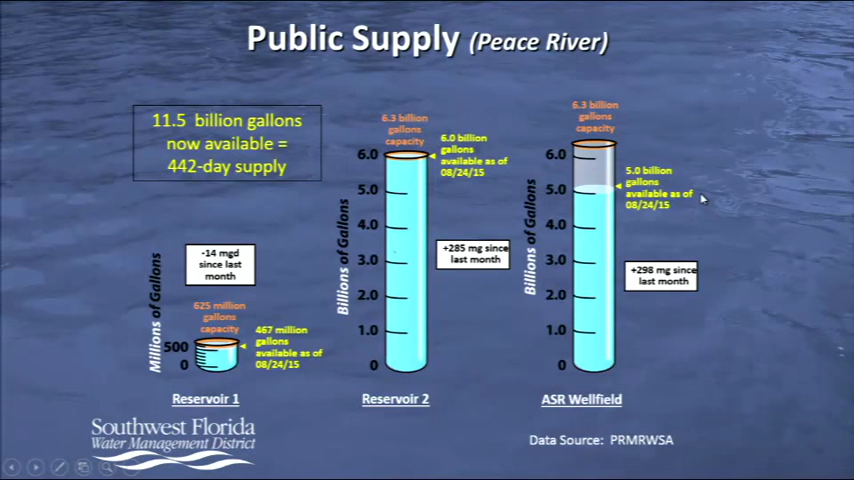 Public Supply (Peace River)
11.5 billion gallons
now available =
442-day supply
Millions of Gallons
500
0
-14 mgd
since last
month
625 million
gallons
capacity
467 million
gallons
available as of
08/24/15
Reservoir 1
Billions of Gallons
6.0
5.0
4.0
3.0
2.0
1.0
0
6.3 billion
gallons
capacity
6.0 billion
gallons
available as of
08/24/15
+285 mg since
last month
Reservoir 2
Billions of Gallons
6.0
5.0
4.0
3.0
2.0
1.0
0
6.3 billion
gallons
capacity
5.0 billion
gallons
available as of
08/24/15
+298 mg since
last month
ASR Wellfield
Southwest Florida
Water Management District
Data Source: PRMRWSA